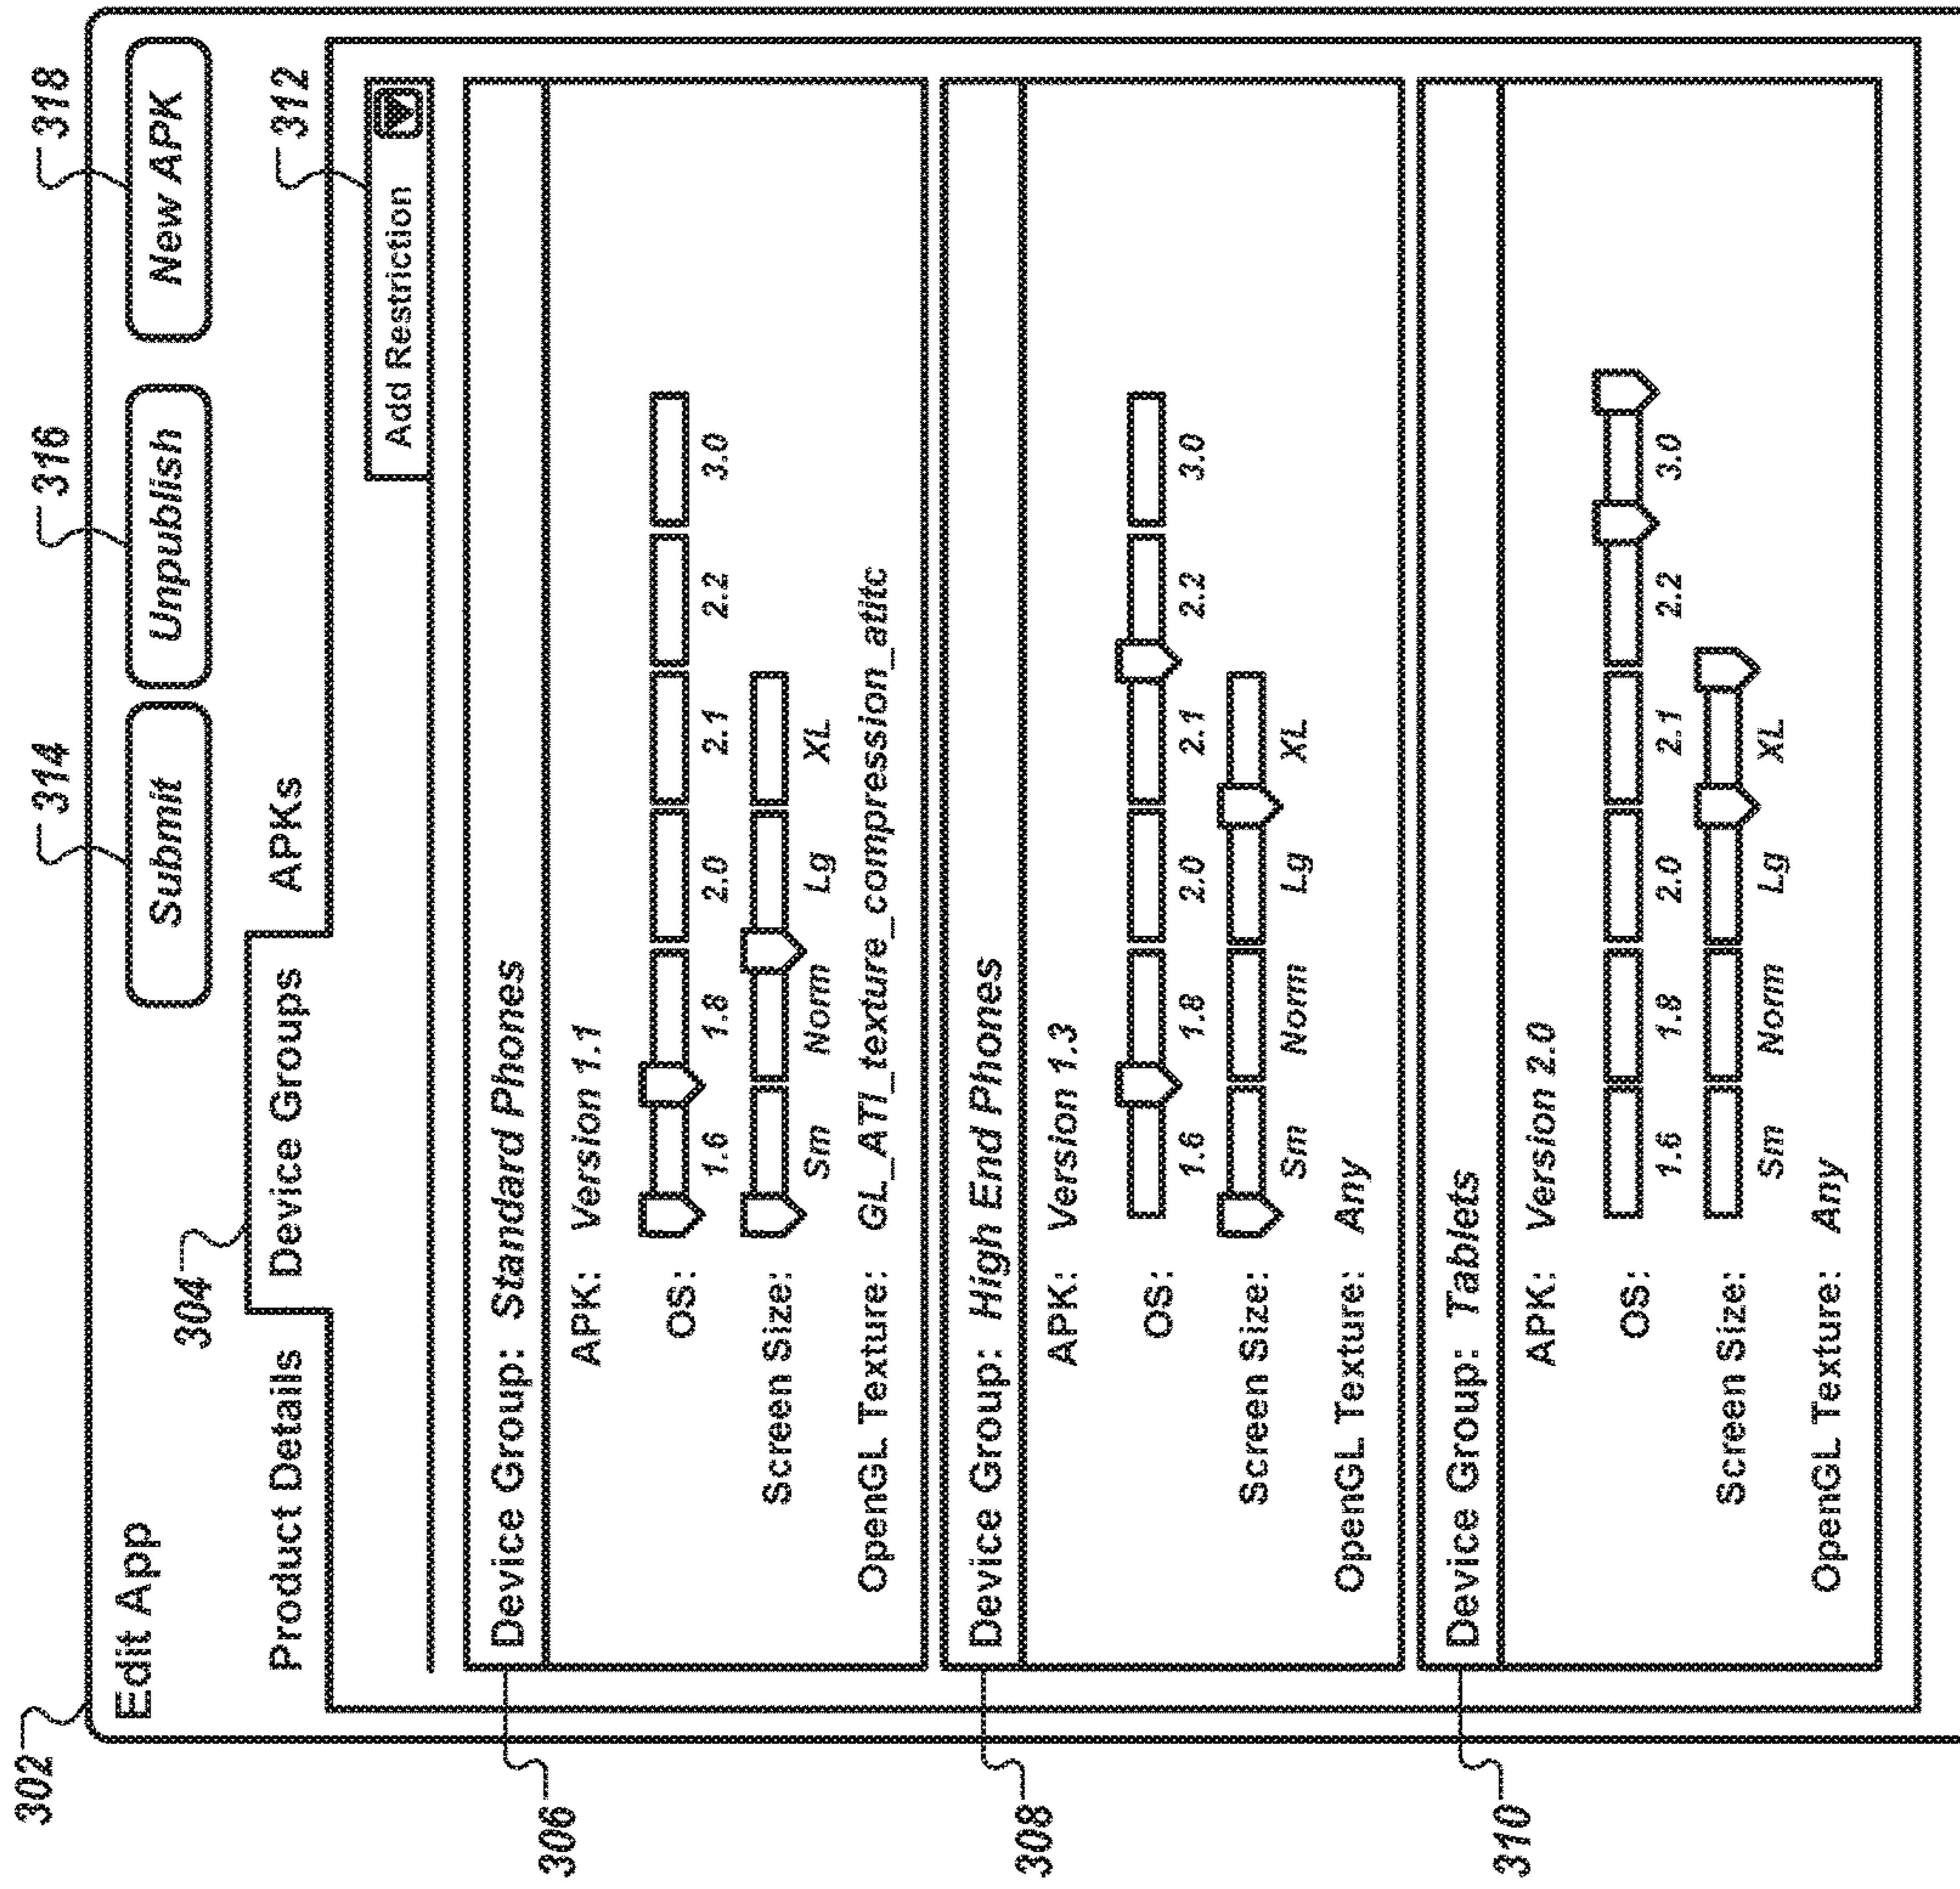 302
Edit App
314
Submit
316
Unpublish
318
New APK
304
Product Details
Device Groups
APKs
312
Add Restriction
306
Device Group: Standard Phones
APK: Version 1.1
OS:
1.6 1.8 2.0 2.1 2.2 3.0
Screen Size:
Sm Norm Lg XL
OpenGL Texture: GL_ATI_texture_compression_atitc
308
Device Group: High End Phones
APK: Version 1.3
OS:
1.6 1.8 2.0 2.1 2.2 3.0
Screen Size:
Sm Norm Lg XL
OpenGL Texture: Any
310
Device Group: Tablets
APK: Version 2.0
OS:
1.6 1.8 2.0 2.1 2.2 3.0
Screen Size:
Sm Norm Lg XL
OpenGL Texture: Any